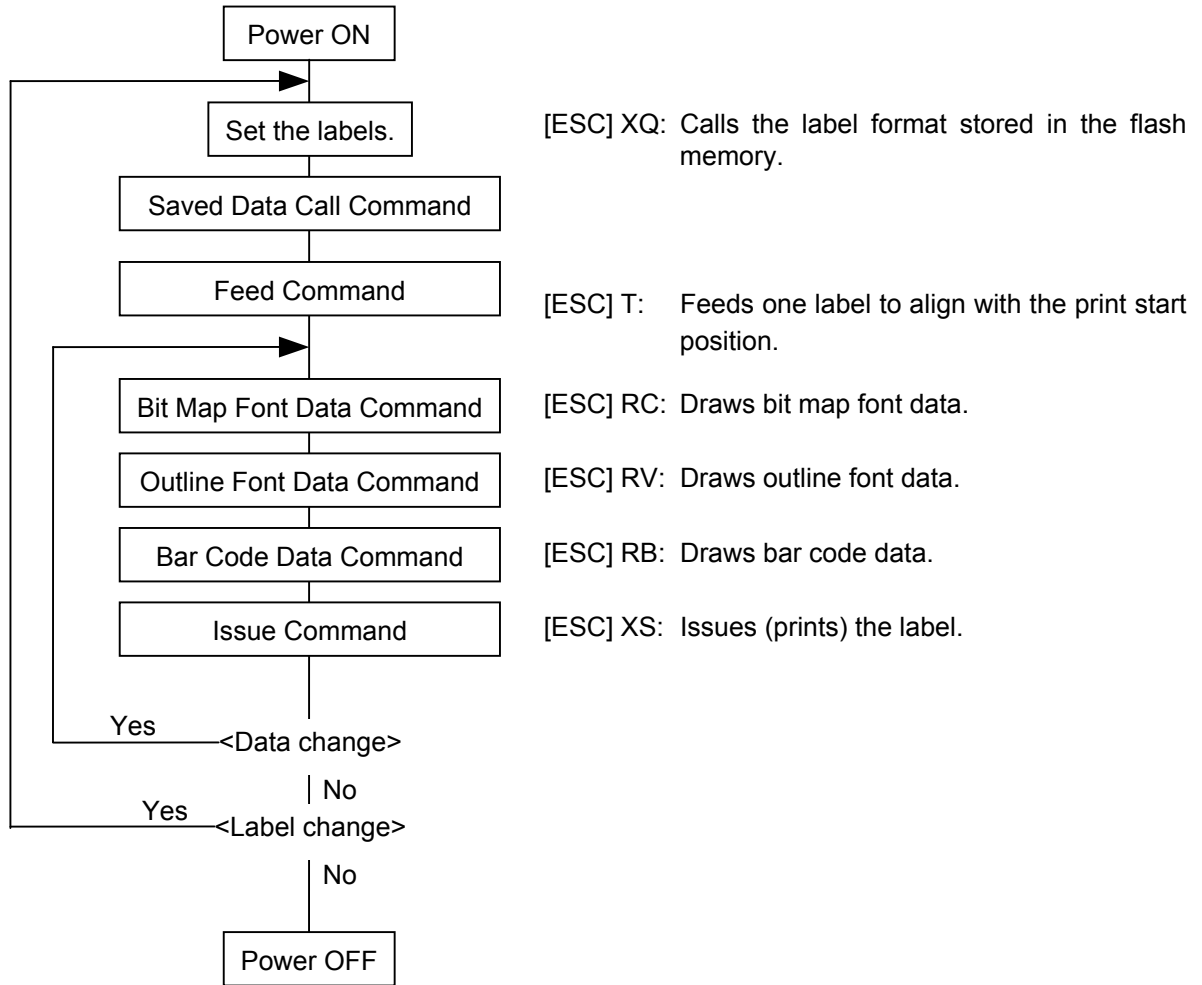 Power ON
Set the labels.
[ESC] XQ: Calls the label format stored in the flash
memory.
Saved Data Call Command
Feed Command
[ESC] T: Feeds one label to align with the print start
position.
Bit Map Font Data Command
[ESC] RC: Draws bit map font data.
Outline Font Data Command
[ESC] RV: Draws outline font data.
Bar Code Data Command
[ESC] RB: Draws bar code data.
Issue Command
[ESC] XS: Issues (prints) the label.
Yes
<Data change>
No
Yes
<Label change>
No
Power OFF